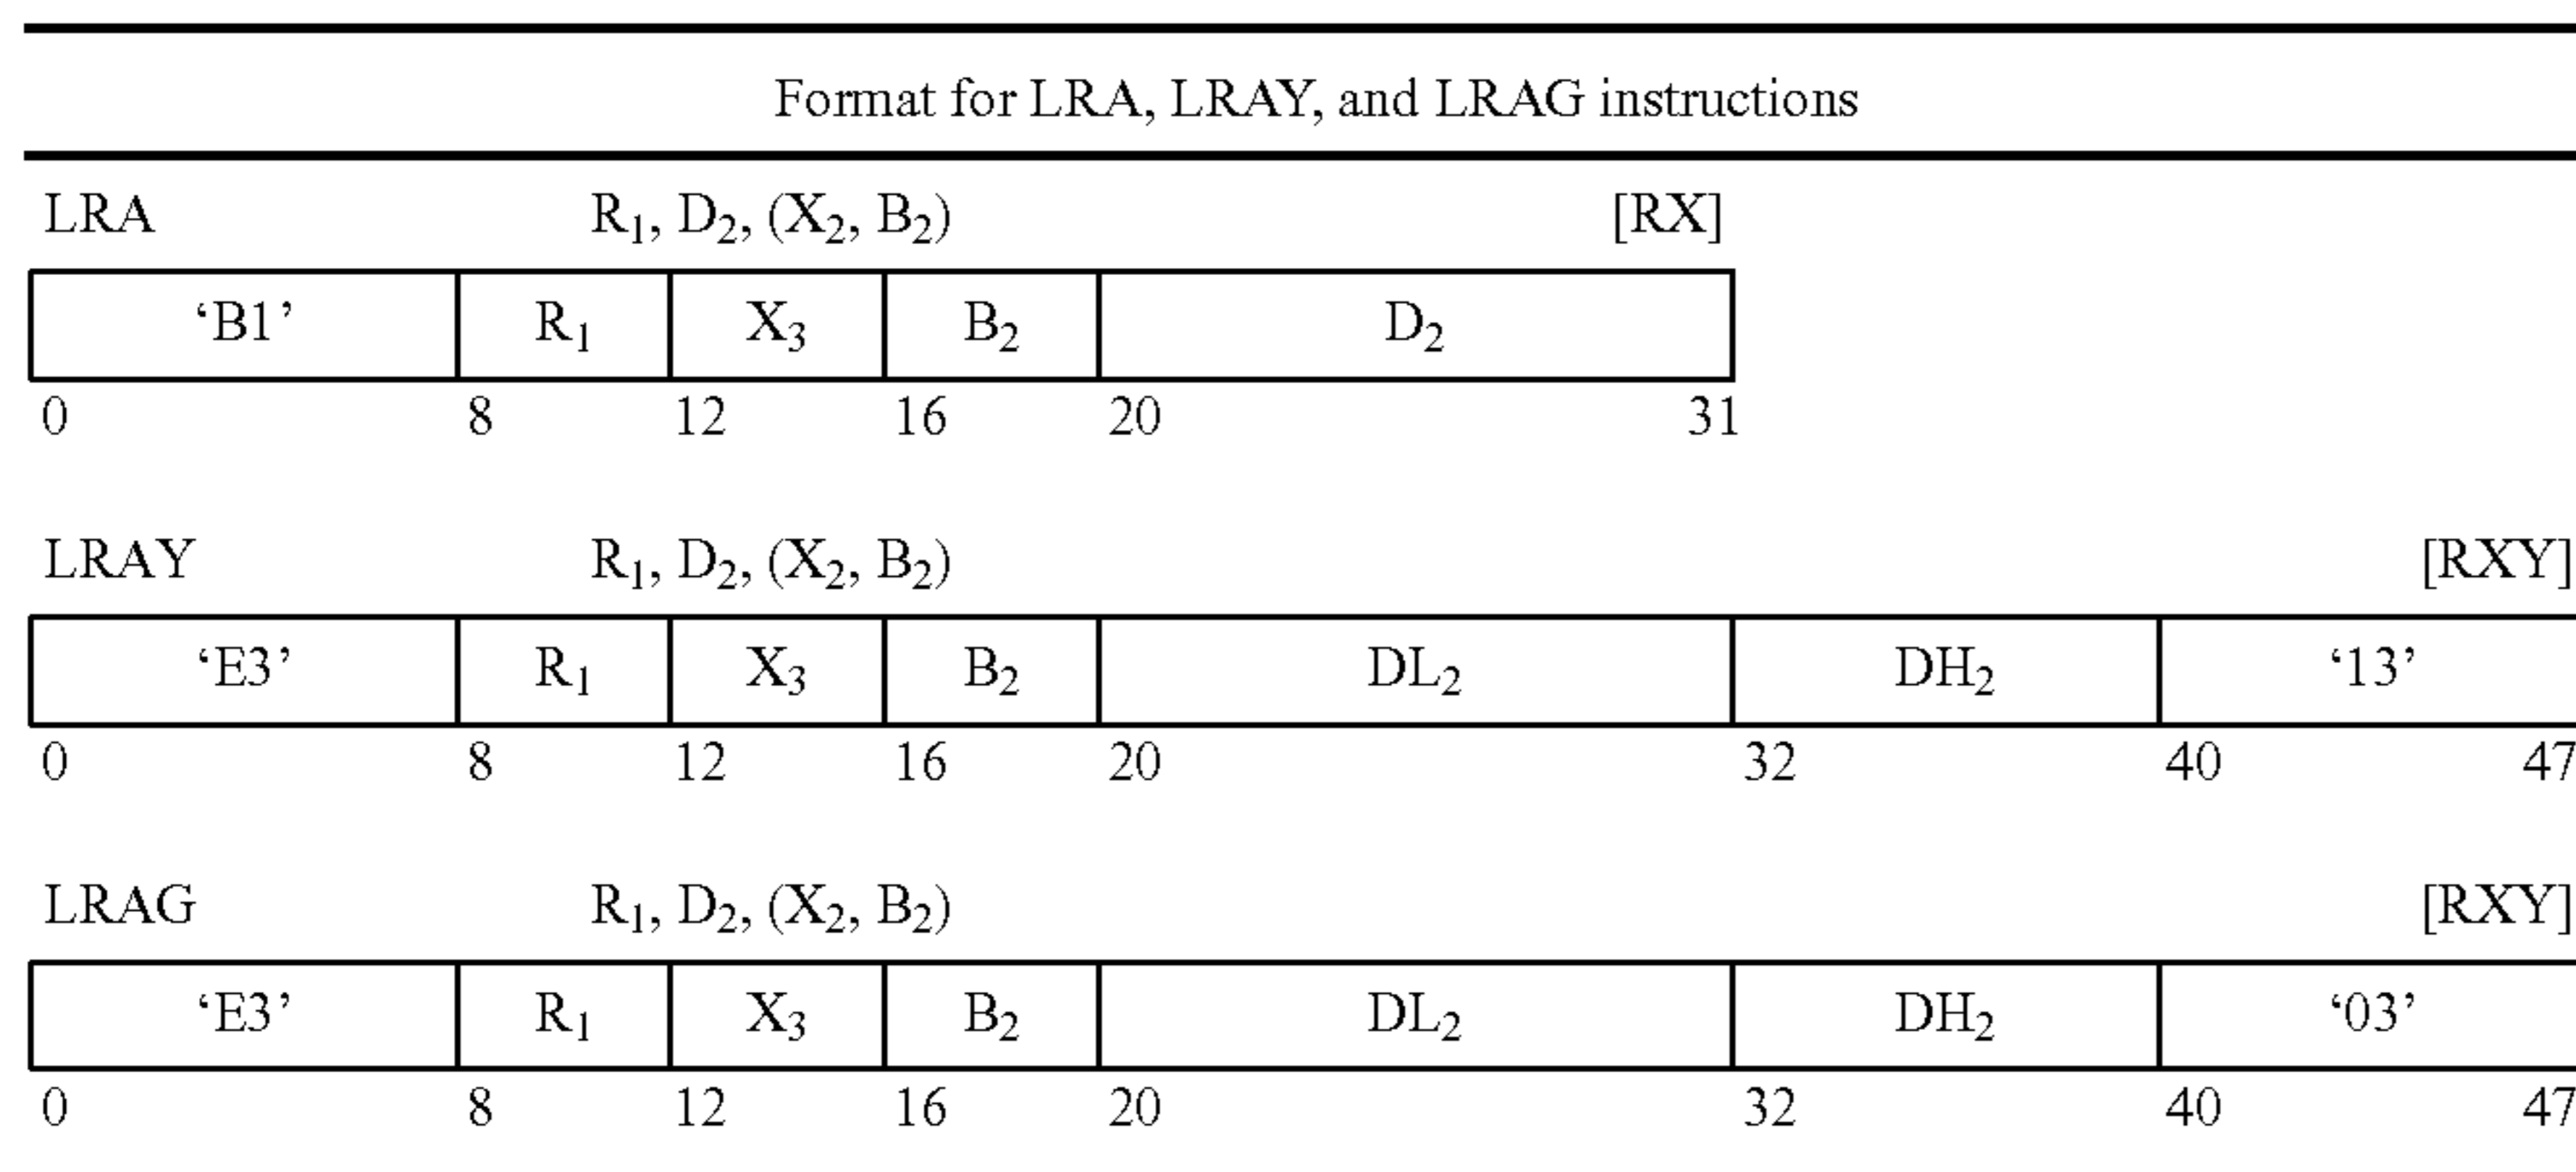 Format for LRA, LRAY, and LRAG instructions
LRA R₁, D₂, (X₂, B₂) [RX]
‘B1’ R₁ X₃ B₂ D₂
0 8 12 16 20 31
LRAY R₁, D₂, (X₂, B₂) [RXY]
‘E3’ R₁ X₃ B₂ DL₂ DH₂ ‘13’
0 8 12 16 20 32 40 47
LRAG R₁, D₂, (X₂, B₂) [RXY]
‘E3’ R₁ X₃ B₂ DL₂ DH₂ ‘03’
0 8 12 16 20 32 40 47